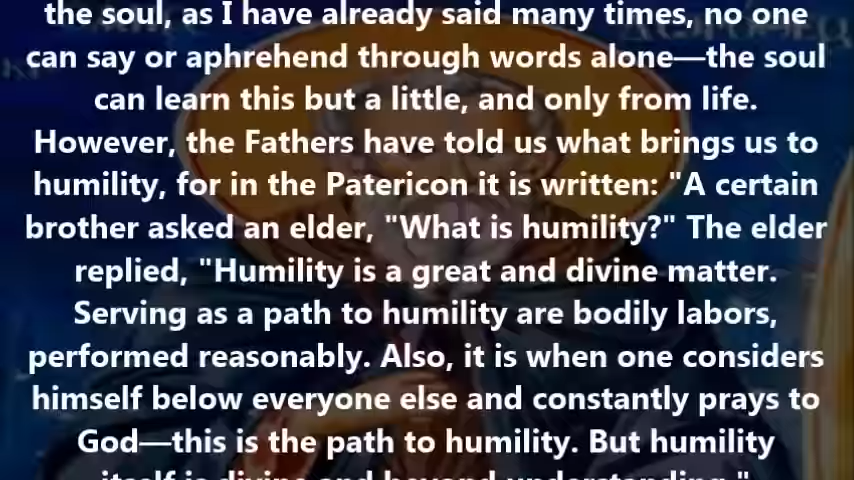 the soul, as I have already said many times, no one
can say or aphrehend through words alone—the soul
can learn this but a little, and only from life.
However, the Fathers have told us what brings us to
humility, for in the Patericon it is written: "A certain
brother asked an elder, "What is humility?" The elder
replied, "Humility is a great and divine matter.
Serving as a path to humility are bodily labors,
performed reasonably. Also, it is when one considers
himself below everyone else and constantly prays to
God—this is the path to humility. But humility
itself is divine and beyond understanding."